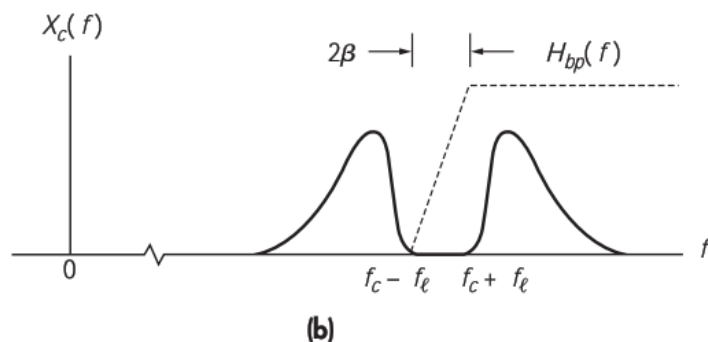 X_c(f)
2β
H_bp(f)
f
0
f_c − f_ℓ
f_c + f_ℓ
(b)